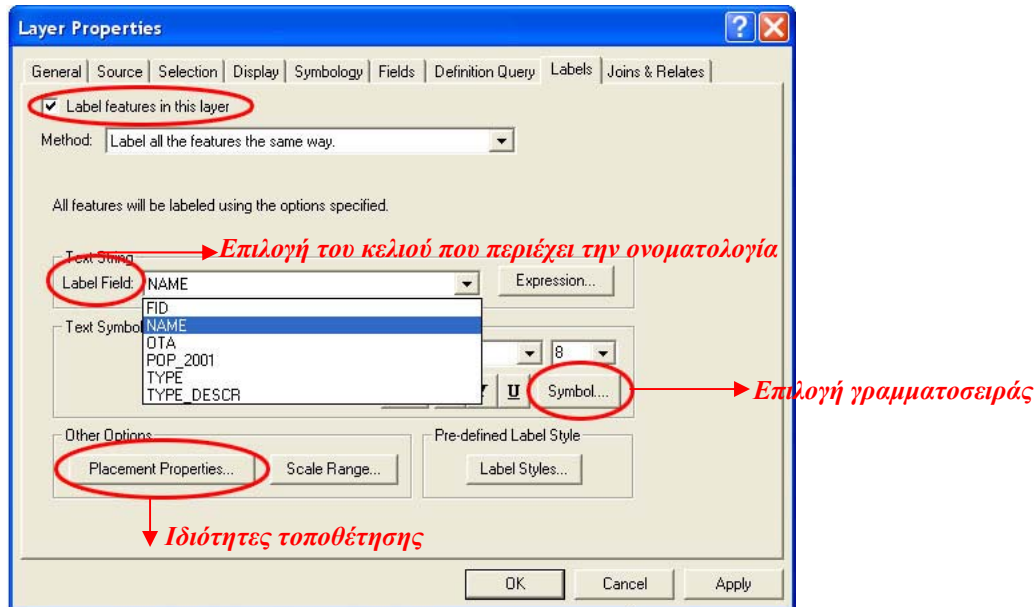 Layer Properties
General Source Selection Display Symbology Fields Definition Query Labels Joins & Relates
Label features in this layer
Method: Label all the features the same way.
All features will be labeled using the options specified.
Επιλογή του κελιού που περιέχει την ονοματολογία
Text String
Label Field: NAME Expression...
FID
Text Symbol NAME
OTA
POP_2001
TYPE
TYPE_DESCR
8
U Symbol...
Επιλογή γραμματοσειράς
Other Options Pre-defined Label Style
Placement Properties... Scale Range... Label Styles...
Ιδιότητες τοποθέτησης
OK Cancel Apply